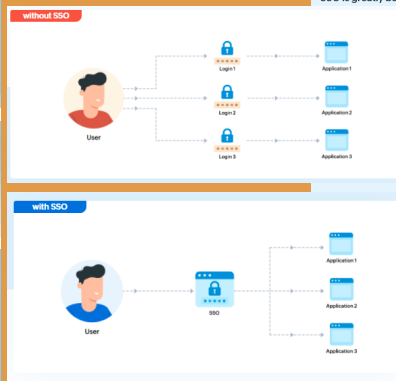 without SSO
Login 1
Application 1
Login 2
Application 2
User
Login 3
Application 3
with SSO
Application 1
SSO
Application 2
User
Application 3